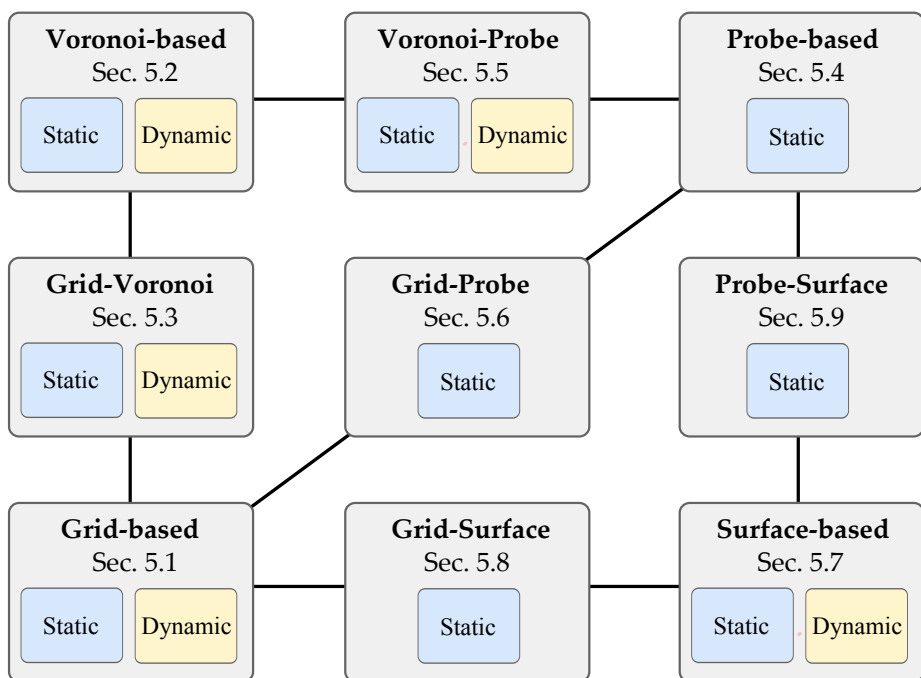 Voronoi-based
Sec. 5.2
Static Dynamic
Voronoi-Probe
Sec. 5.5
Static Dynamic
Probe-based
Sec. 5.4
Static
Grid-Voronoi
Sec. 5.3
Static Dynamic
Grid-Probe
Sec. 5.6
Static
Probe-Surface
Sec. 5.9
Static
Grid-based
Sec. 5.1
Static Dynamic
Grid-Surface
Sec. 5.8
Static
Surface-based
Sec. 5.7
Static Dynamic